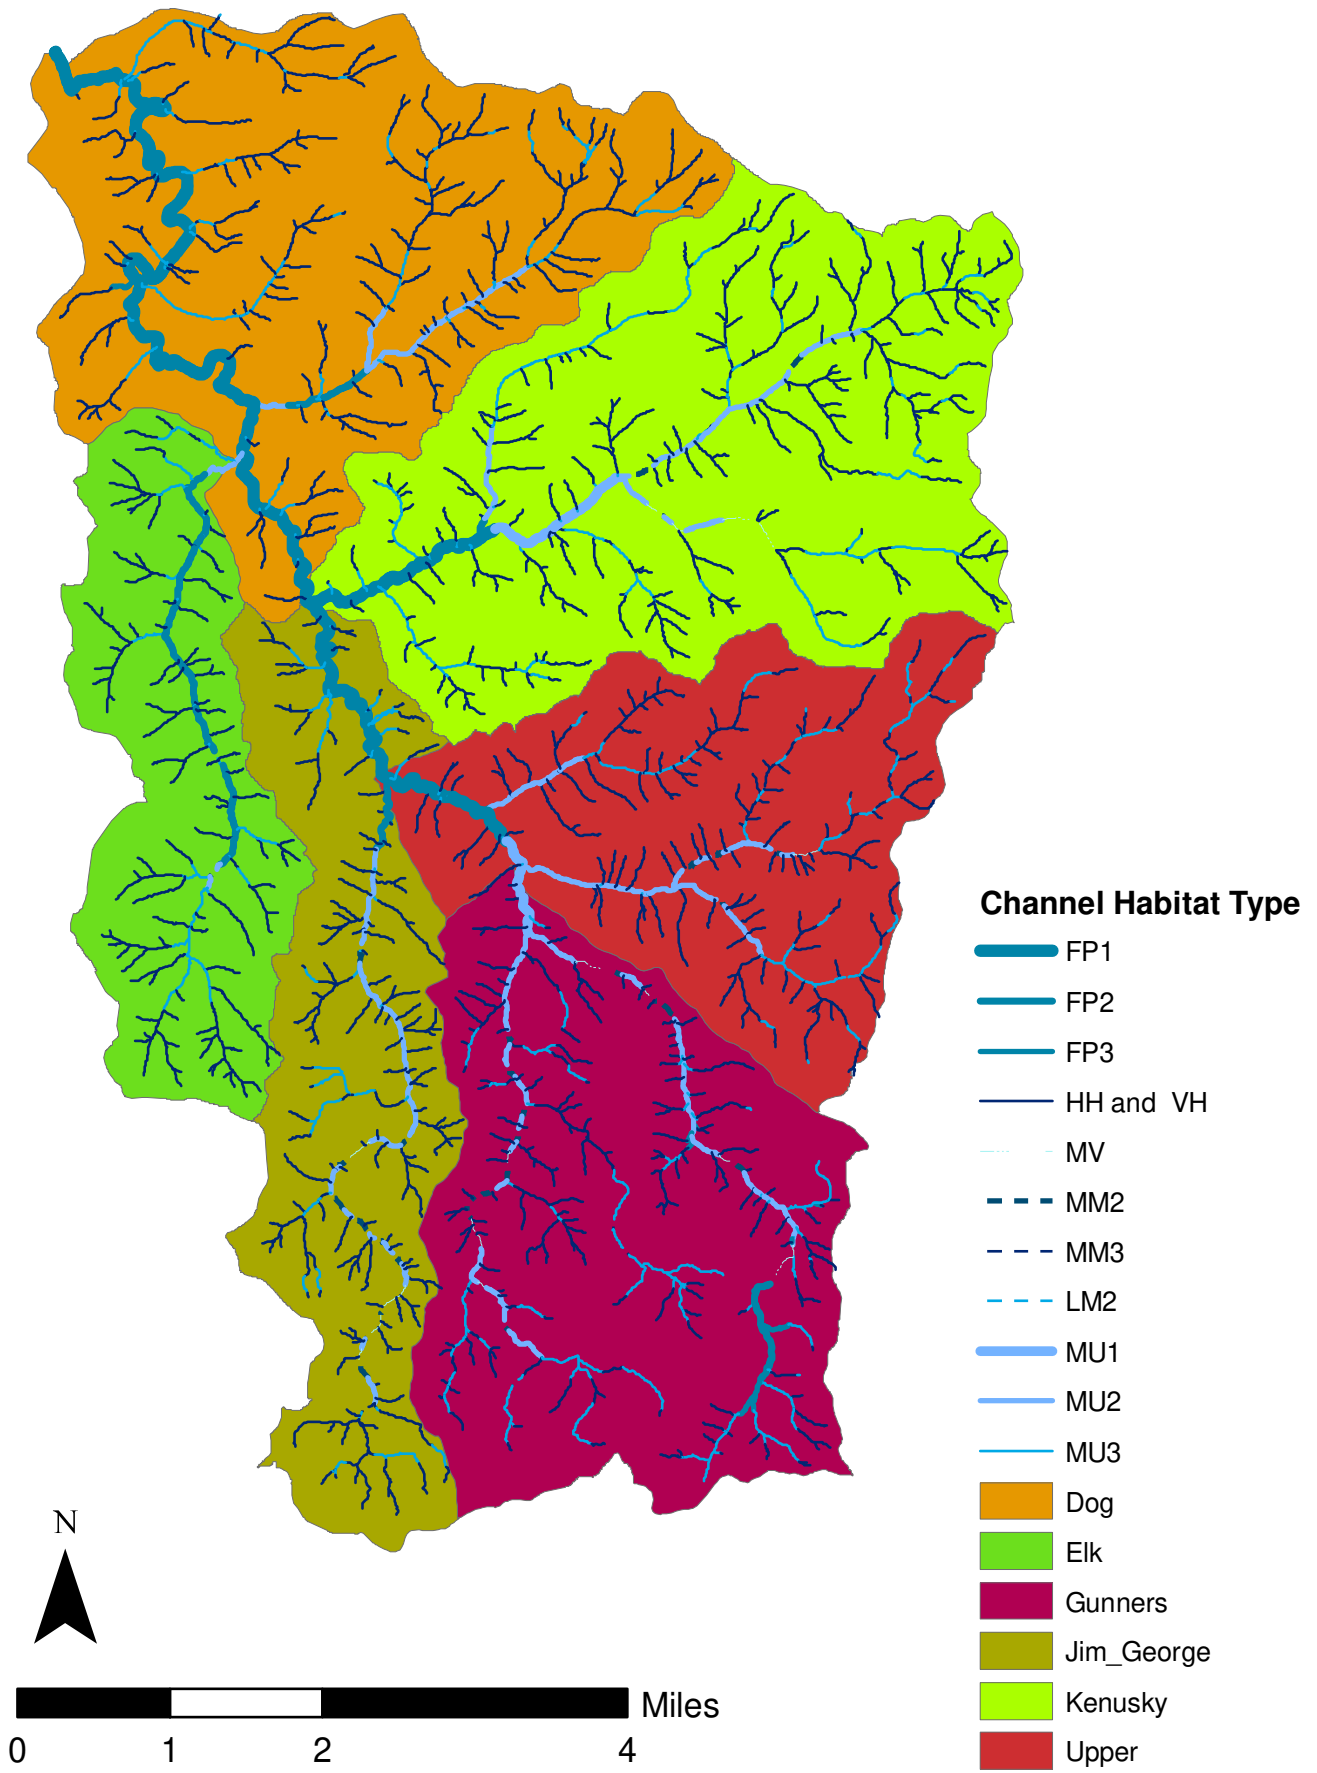 Channel Habitat Type
FP1
FP2
FP3
HH and VH
MV
MM2
MM3
LM2
MU1
MU2
MU3
Dog
Elk
Gunners
Jim_George
Kenusky
Upper
N
Miles
0 1 2 4